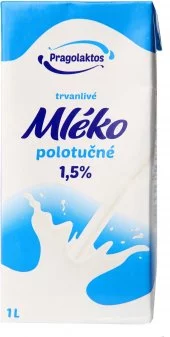 Pragolaktos
trvanlivé
Mléko
polotučné
1,5%
1L